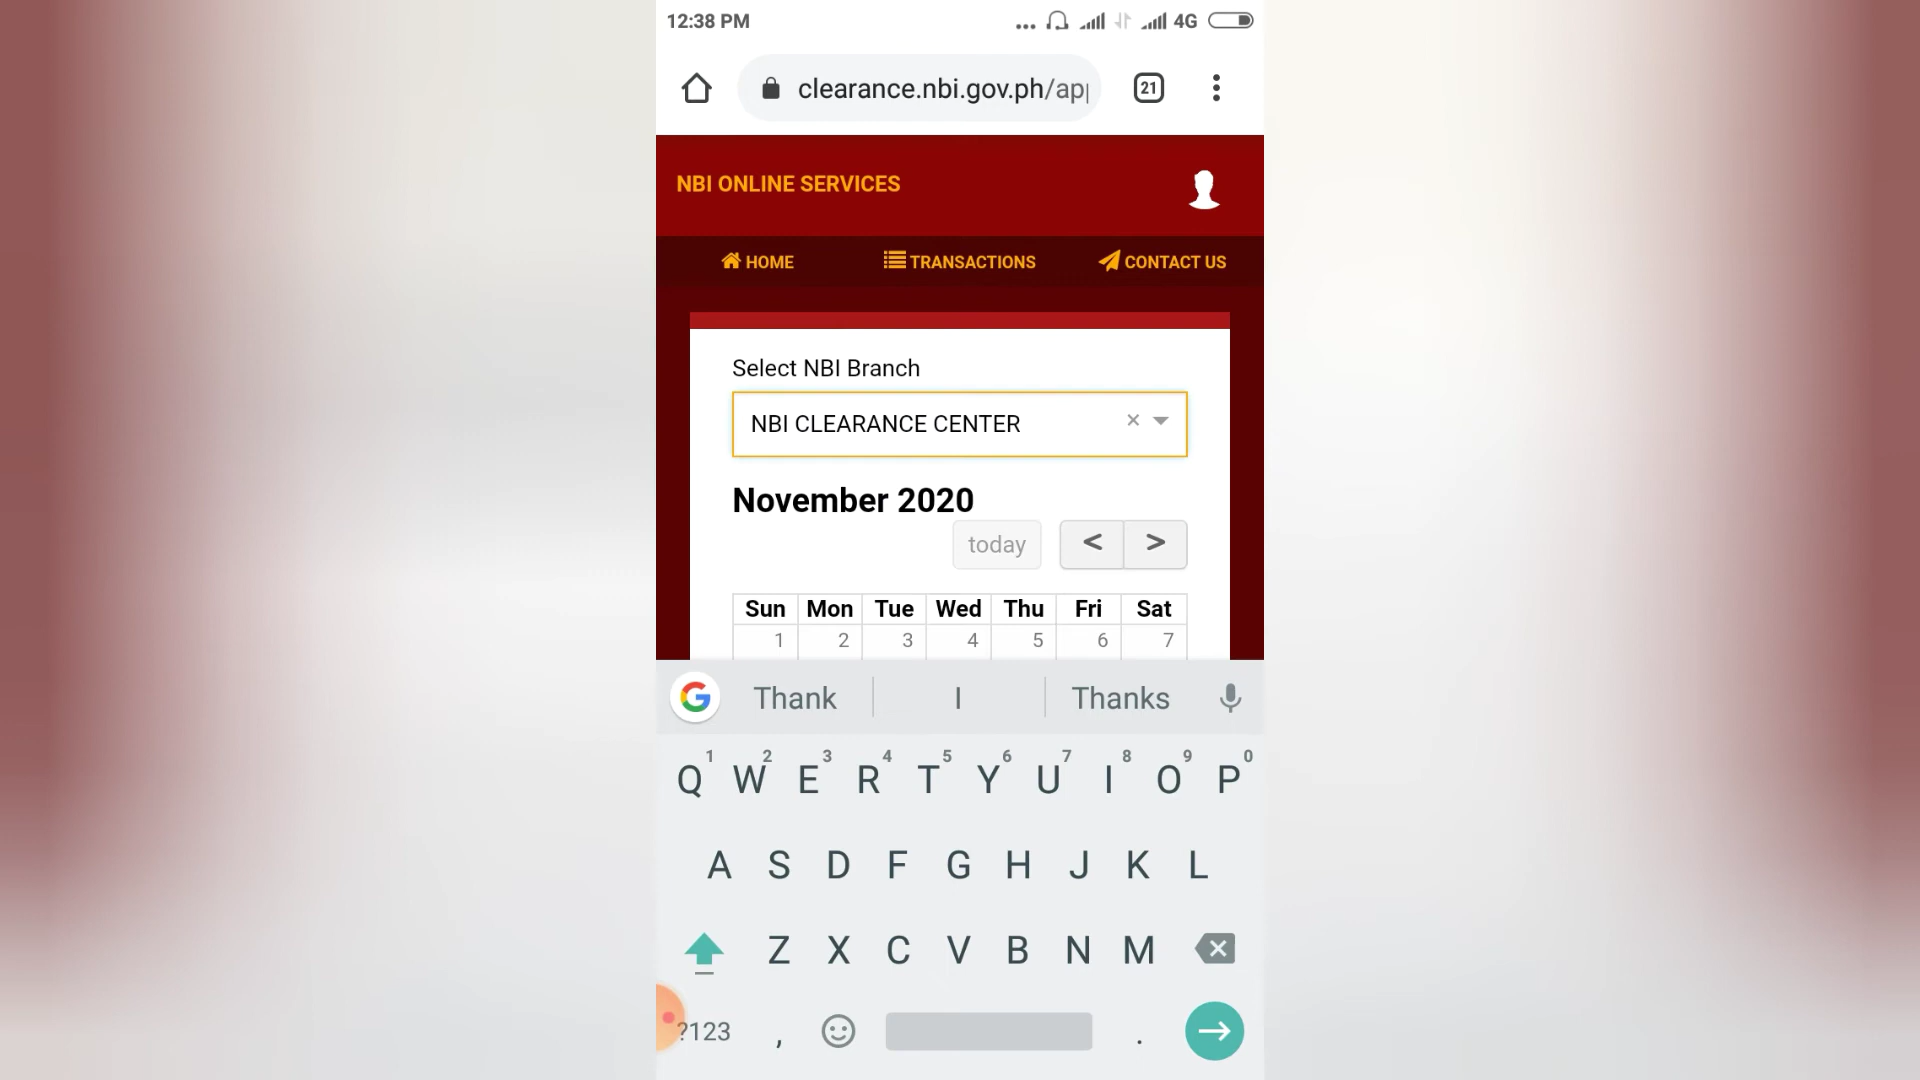 12:38 PM
4G
clearance.nbi.gov.ph/ap
21
NBI ONLINE SERVICES
HOME
TRANSACTIONS
CONTACT US
Select NBI Branch
NBI CLEARANCE CENTER
November 2020
today
< >
Sun Mon Tue Wed Thu Fri Sat
1 2 3 4 5 6 7
Thank I Thanks
1 2 3 4 5 6 7 8 9 0
Q W E R T Y U I O P
A S D F G H J K L
Z X C V B N M
?123 , .